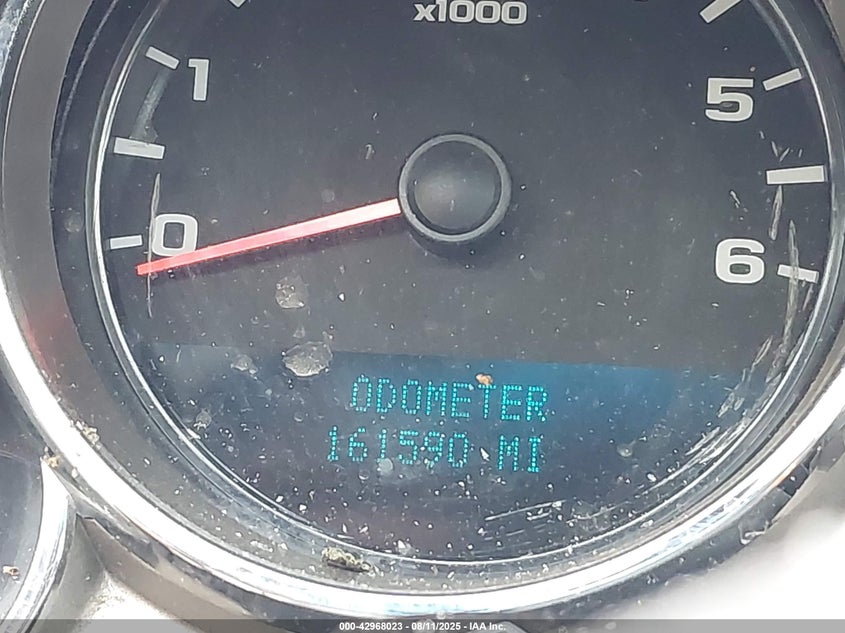 x1000
1
5
0
6
ODOMETER
161590 MI
000-42968023 - 08/11/2025 - IAA Inc.